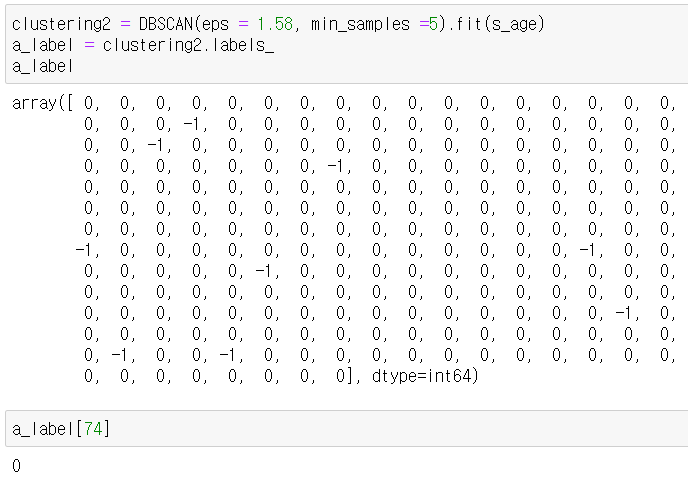 clustering2 = DBSCAN(eps = 1.58, min_samples =5).fit(s_age)
a_label = clustering2.labels_
a_label
array([ 0, 0, 0, 0, 0, 0, 0, 0, 0, 0, 0, 0, 0, 0, 0, 0, 0,
0, 0, 0, -1, 0, 0, 0, 0, 0, 0, 0, 0, 0, 0, 0, 0, 0,
0, 0, -1, 0, 0, 0, 0, 0, 0, 0, 0, 0, 0, 0, 0, 0, 0,
0, 0, 0, 0, 0, 0, 0, -1, 0, 0, 0, 0, 0, 0, 0, 0, 0,
0, 0, 0, 0, 0, 0, 0, 0, 0, 0, 0, 0, 0, 0, 0, 0, 0,
0, 0, 0, 0, 0, 0, 0, 0, 0, 0, 0, 0, 0, 0, 0, 0, 0,
0, 0, 0, 0, 0, 0, 0, 0, 0, 0, 0, 0, 0, 0, 0, 0, 0,
-1, 0, 0, 0, 0, 0, 0, 0, 0, 0, 0, 0, 0, 0, -1, 0, 0,
0, 0, 0, 0, 0, -1, 0, 0, 0, 0, 0, 0, 0, 0, 0, 0, 0,
0, 0, 0, 0, 0, 0, 0, 0, 0, 0, 0, 0, 0, 0, 0, 0, 0,
0, 0, 0, 0, 0, 0, 0, 0, 0, 0, 0, 0, 0, 0, 0, -1, 0,
0, 0, 0, 0, 0, 0, 0, 0, 0, 0, 0, 0, 0, 0, 0, 0, 0,
0, -1, 0, 0, -1, 0, 0, 0, 0, 0, 0, 0, 0, 0, 0, 0, 0,
0, 0, 0, 0, 0, 0, 0, 0], dtype=int64)
a_label[74]
0